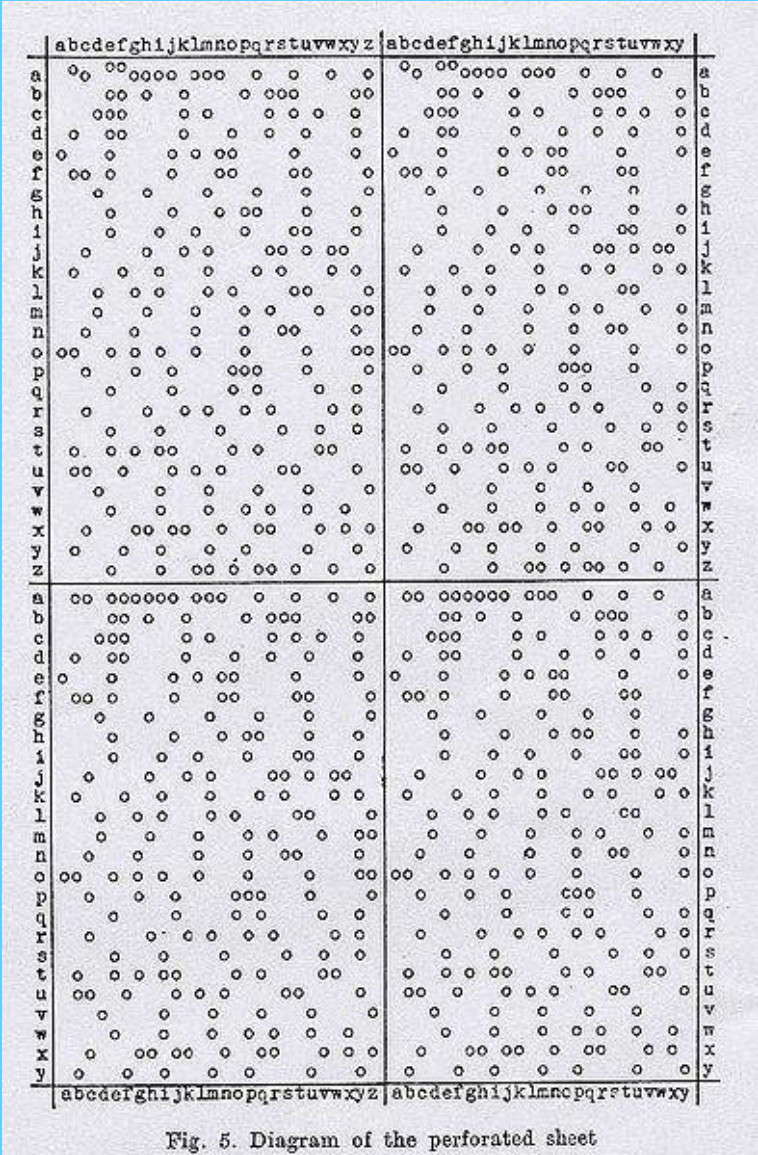 abcdefghijklmnopqrstuvwxyz abcdefghijklmnopqrstuvwxy
a a
b b
c c
d d
e e
f f
g g
h h
i i
j j
k k
l l
m m
n n
o o
p p
q q
r r
s s
t t
u u
v v
w w
x x
y y
z z
a a
b b
c c
d d
e e
f f
g g
h h
i i
j j
k k
l l
m m
n n
o o
p p
q q
r r
s s
t t
u u
v v
w w
x x
y y
abcdefghijklmnopqrstuvwxyz abcdefghijklmnopqrstuvwxy
Fig. 5. Diagram of the perforated sheet